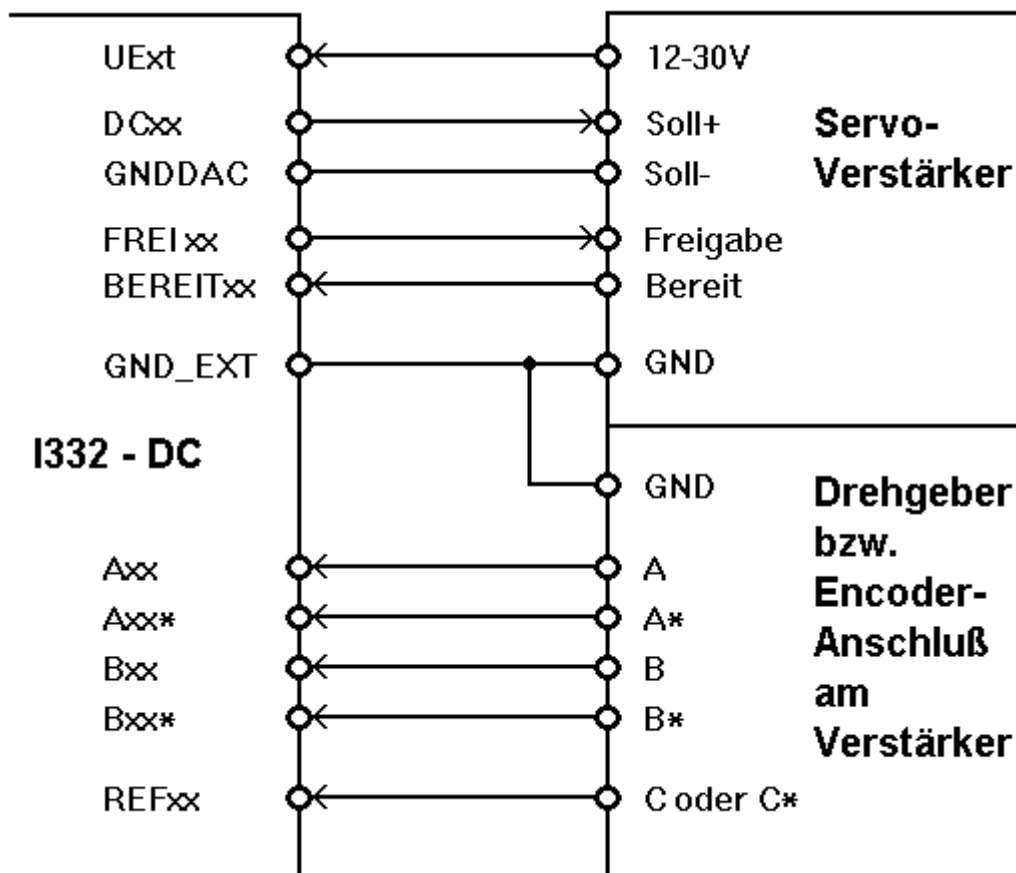 UExt
12-30V
DCxx
Soll+
GNDDAC
Soll-
Servo-
Verstärker
FREIxx
Freigabe
BEREITxx
Bereit
GND_EXT
GND
I332 - DC
GND
Drehgeber
bzw.
Encoder-
Anschluß
am
Verstärker
Axx
A
Axx*
A*
Bxx
B
Bxx*
B*
REFxx
C oder C*